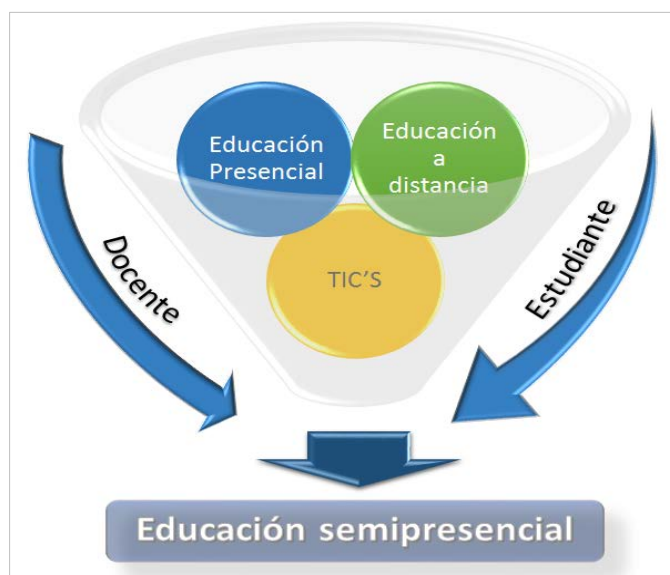 Educación
Presencial
Educación
a
distancia
TIC'S
Docente
Estudiante
Educación semipresencial